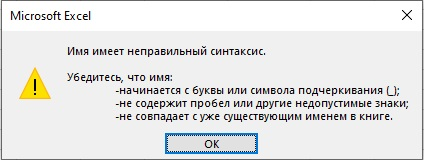 Microsoft Excel
Имя имеет неправильный синтаксис.
Убедитесь, что имя:
-начинается с буквы или символа подчеркивания (_);
-не содержит пробел или другие недопустимые знаки;
-не совпадает с уже существующим именем в книге.
OK